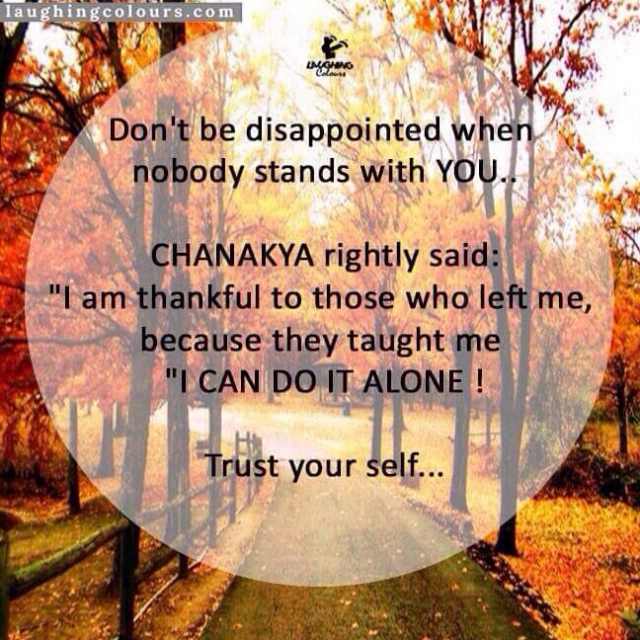 laughingcolours.com
LAUGHING
Colours
Don't be disappointed when
nobody stands with YOU..
CHANAKYA rightly said:
"I am thankful to those who left me,
because they taught me
"I CAN DO IT ALONE !
Trust your self...